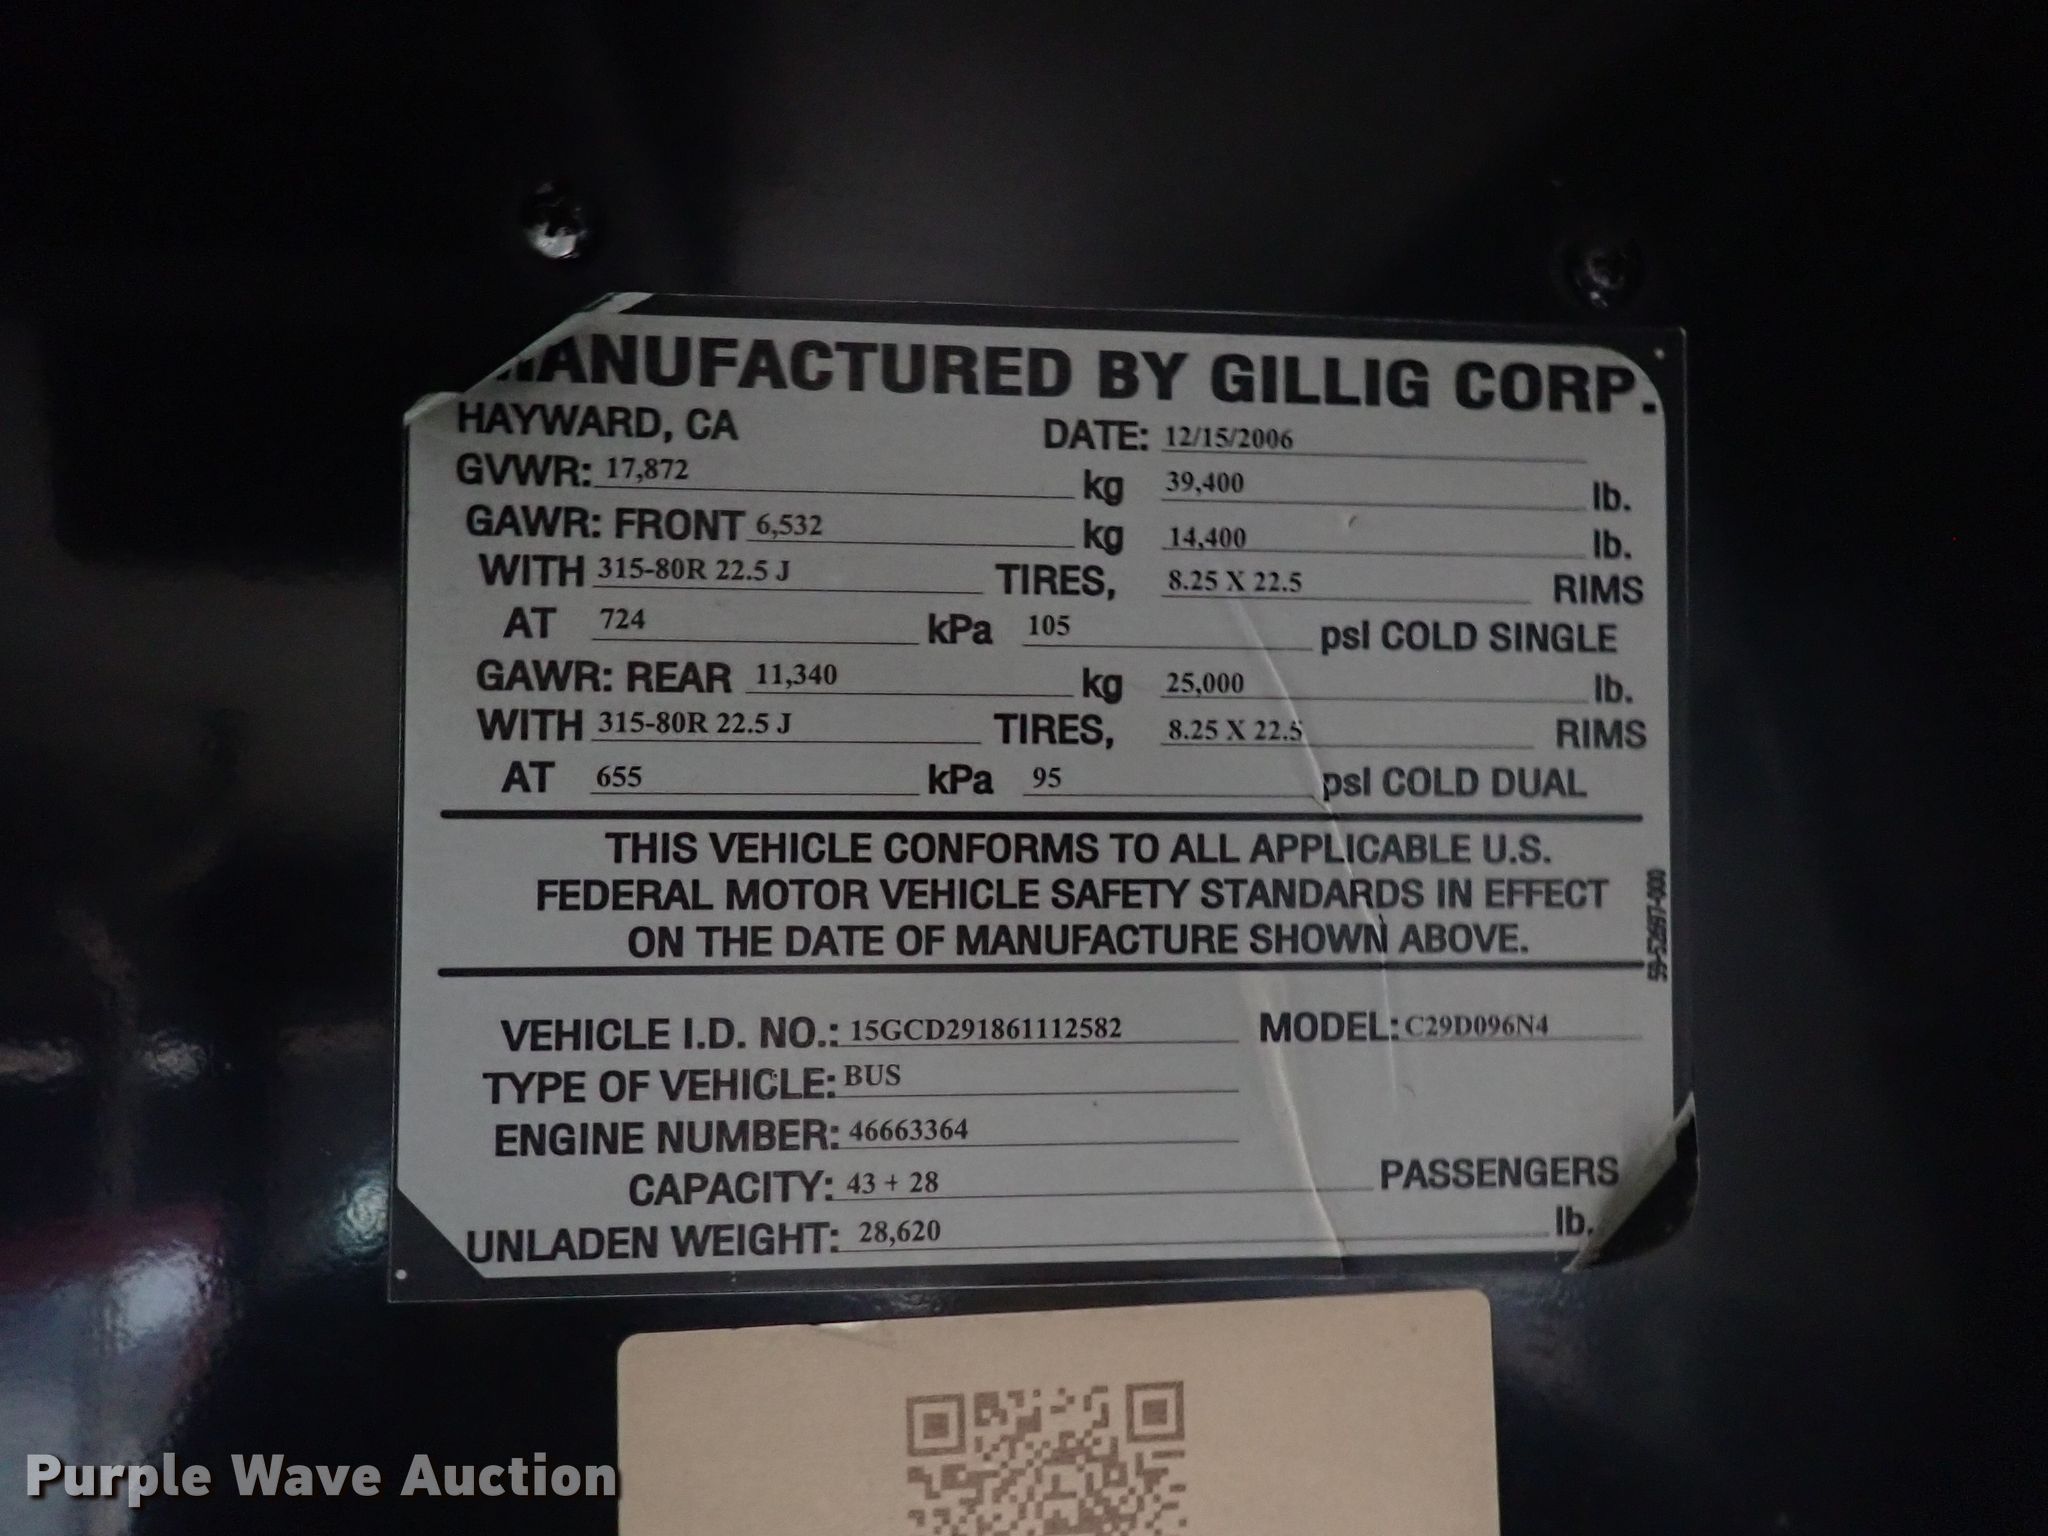 MANUFACTURED BY GILLIG CORP.
HAYWARD, CA DATE: 12/15/2006
GVWR: 17,872 kg 39,400 lb.
GAWR: FRONT 6,532 kg 14,400 lb.
WITH 315-80R 22.5 J TIRES, 8.25 X 22.5 RIMS
AT 724 kPa 105 psI COLD SINGLE
GAWR: REAR 11,340 kg 25,000 lb.
WITH 315-80R 22.5 J TIRES, 8.25 X 22.5 RIMS
AT 655 kPa 95 psI COLD DUAL
THIS VEHICLE CONFORMS TO ALL APPLICABLE U.S.
FEDERAL MOTOR VEHICLE SAFETY STANDARDS IN EFFECT
ON THE DATE OF MANUFACTURE SHOWN ABOVE.
VEHICLE I.D. NO.: 15GCD291861112582 MODEL: C29D096N4
TYPE OF VEHICLE: BUS
ENGINE NUMBER: 46663364
CAPACITY: 43 + 28 PASSENGERS
UNLADEN WEIGHT: 28,620 lb.
Purple Wave Auction